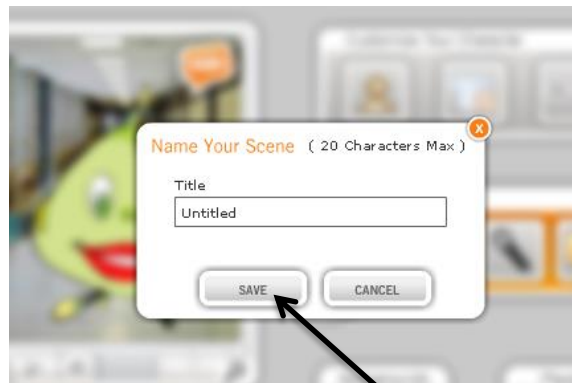 Name Your Scene ( 20 Characters Max )
X
Title
Untitled
SAVE
CANCEL